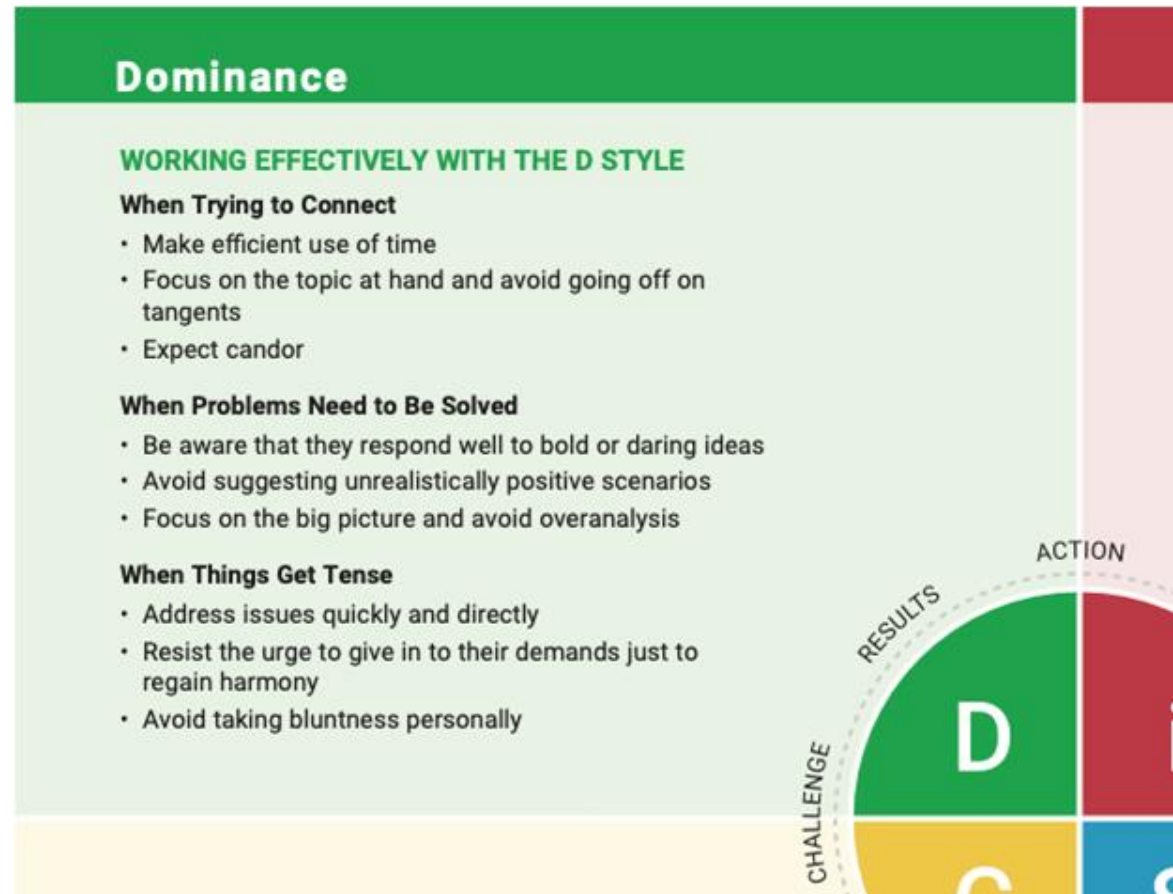 Dominance
WORKING EFFECTIVELY WITH THE D STYLE
When Trying to Connect
• Make efficient use of time
• Focus on the topic at hand and avoid going off on
tangents
• Expect candor
When Problems Need to Be Solved
• Be aware that they respond well to bold or daring ideas
• Avoid suggesting unrealistically positive scenarios
• Focus on the big picture and avoid overanalysis
When Things Get Tense
• Address issues quickly and directly
• Resist the urge to give in to their demands just to
regain harmony
• Avoid taking bluntness personally
ACTION
RESULTS
CHALLENGE
D